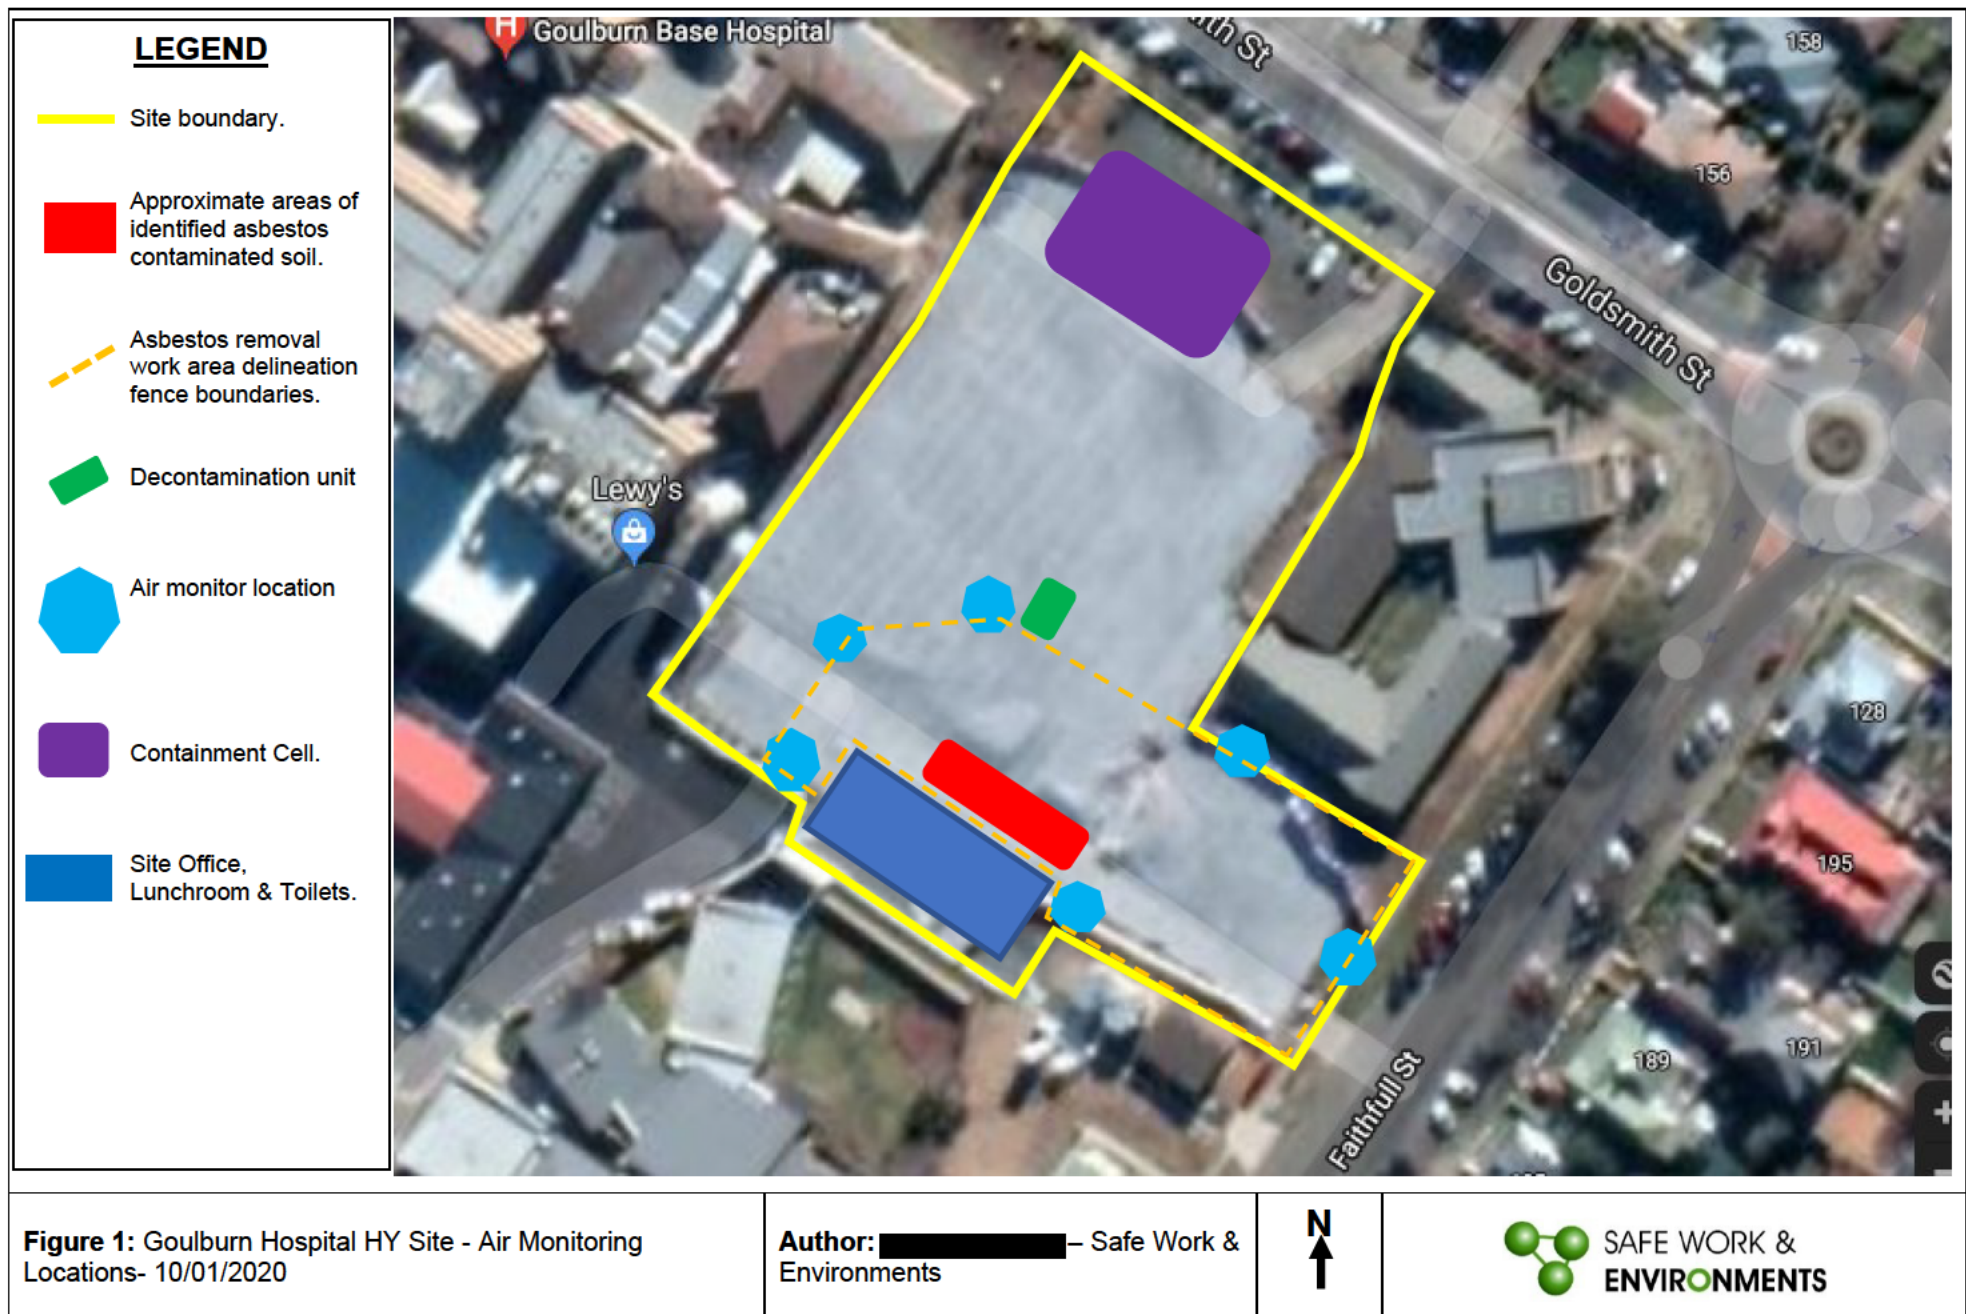 LEGEND
Site boundary.
Approximate areas of
identified asbestos
contaminated soil.
Asbestos removal
work area delineation
fence boundaries.
Decontamination unit
Air monitor location
Containment Cell.
Site Office,
Lunchroom & Toilets.
H
Goulburn Base Hospital
ith St
158
156
Goldsmith St
Lewy's
128
195
191
189
Faithfull St
Figure 1: Goulburn Hospital HY Site - Air Monitoring
Locations- 10/01/2020
Author: – Safe Work &
Environments
N
SAFE WORK &
ENVIRONMENTS